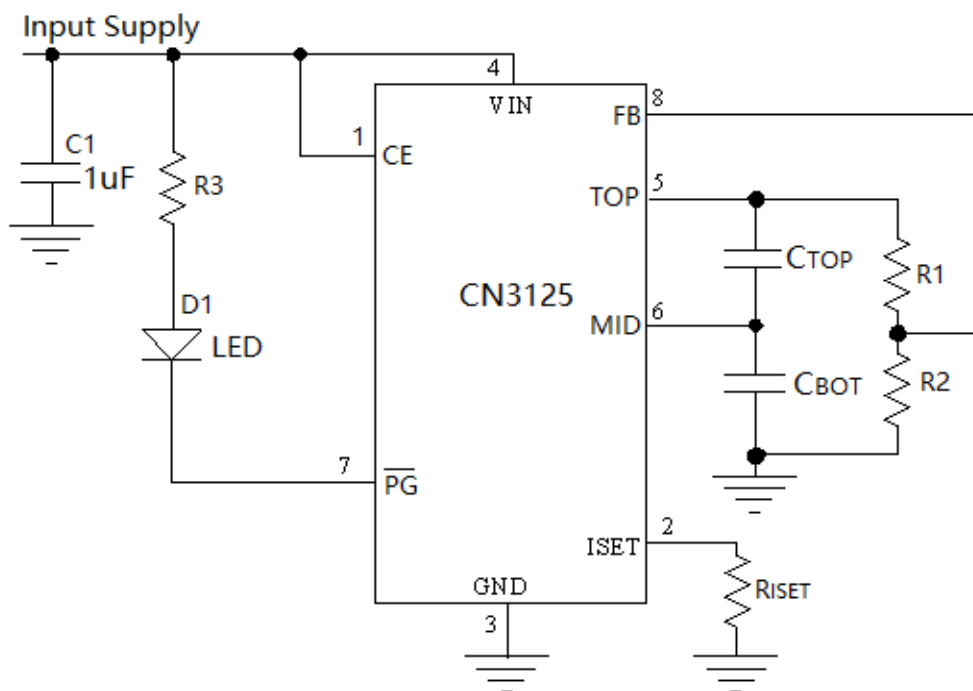 Input Supply
4
VIN
8
FB
1
CE
C1
1uF
R3
5
TOP
CTOP
R1
CN3125
D1
LED
6
MID
CBOT
R2
7
PG
2
ISET
RISET
GND
3